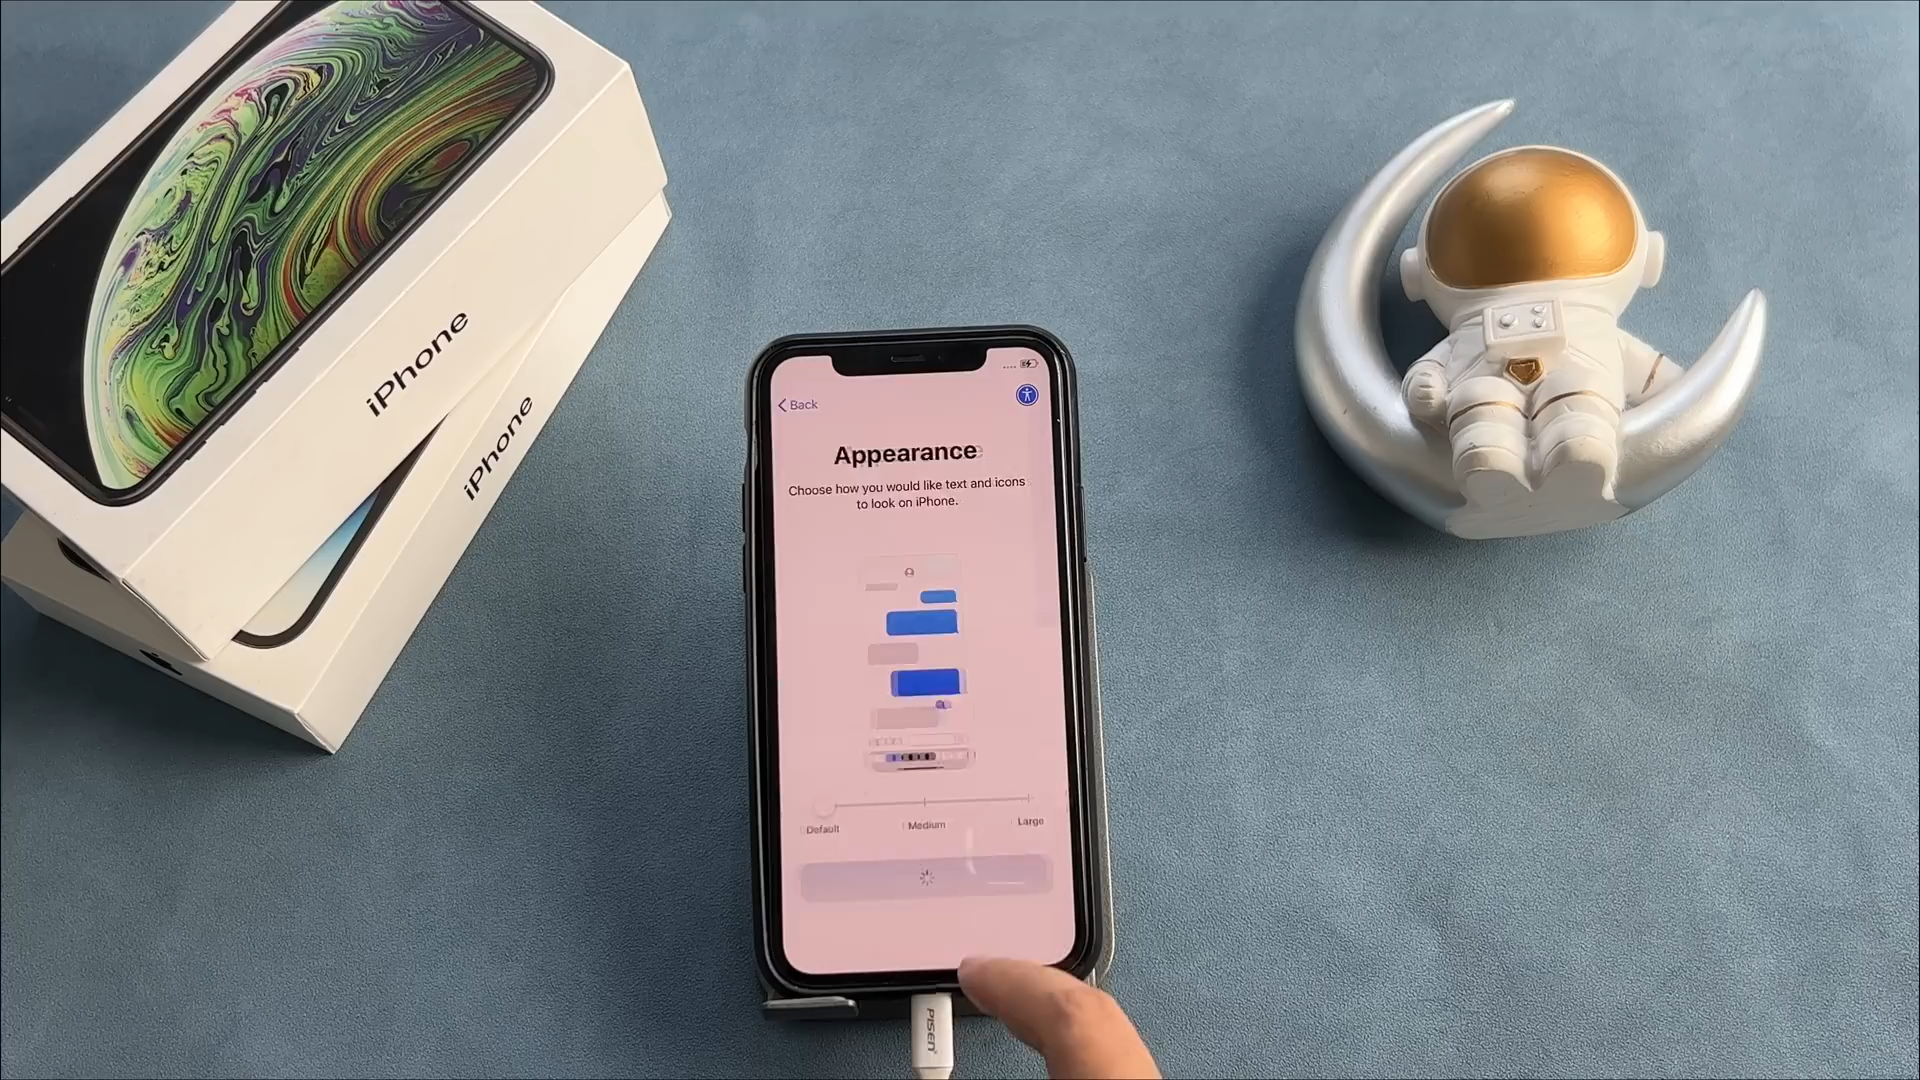 iPhone
iPhone
Back
Appearance
Choose how you would like text and icons
to look on iPhone.
Default
Medium
Large
PISEN